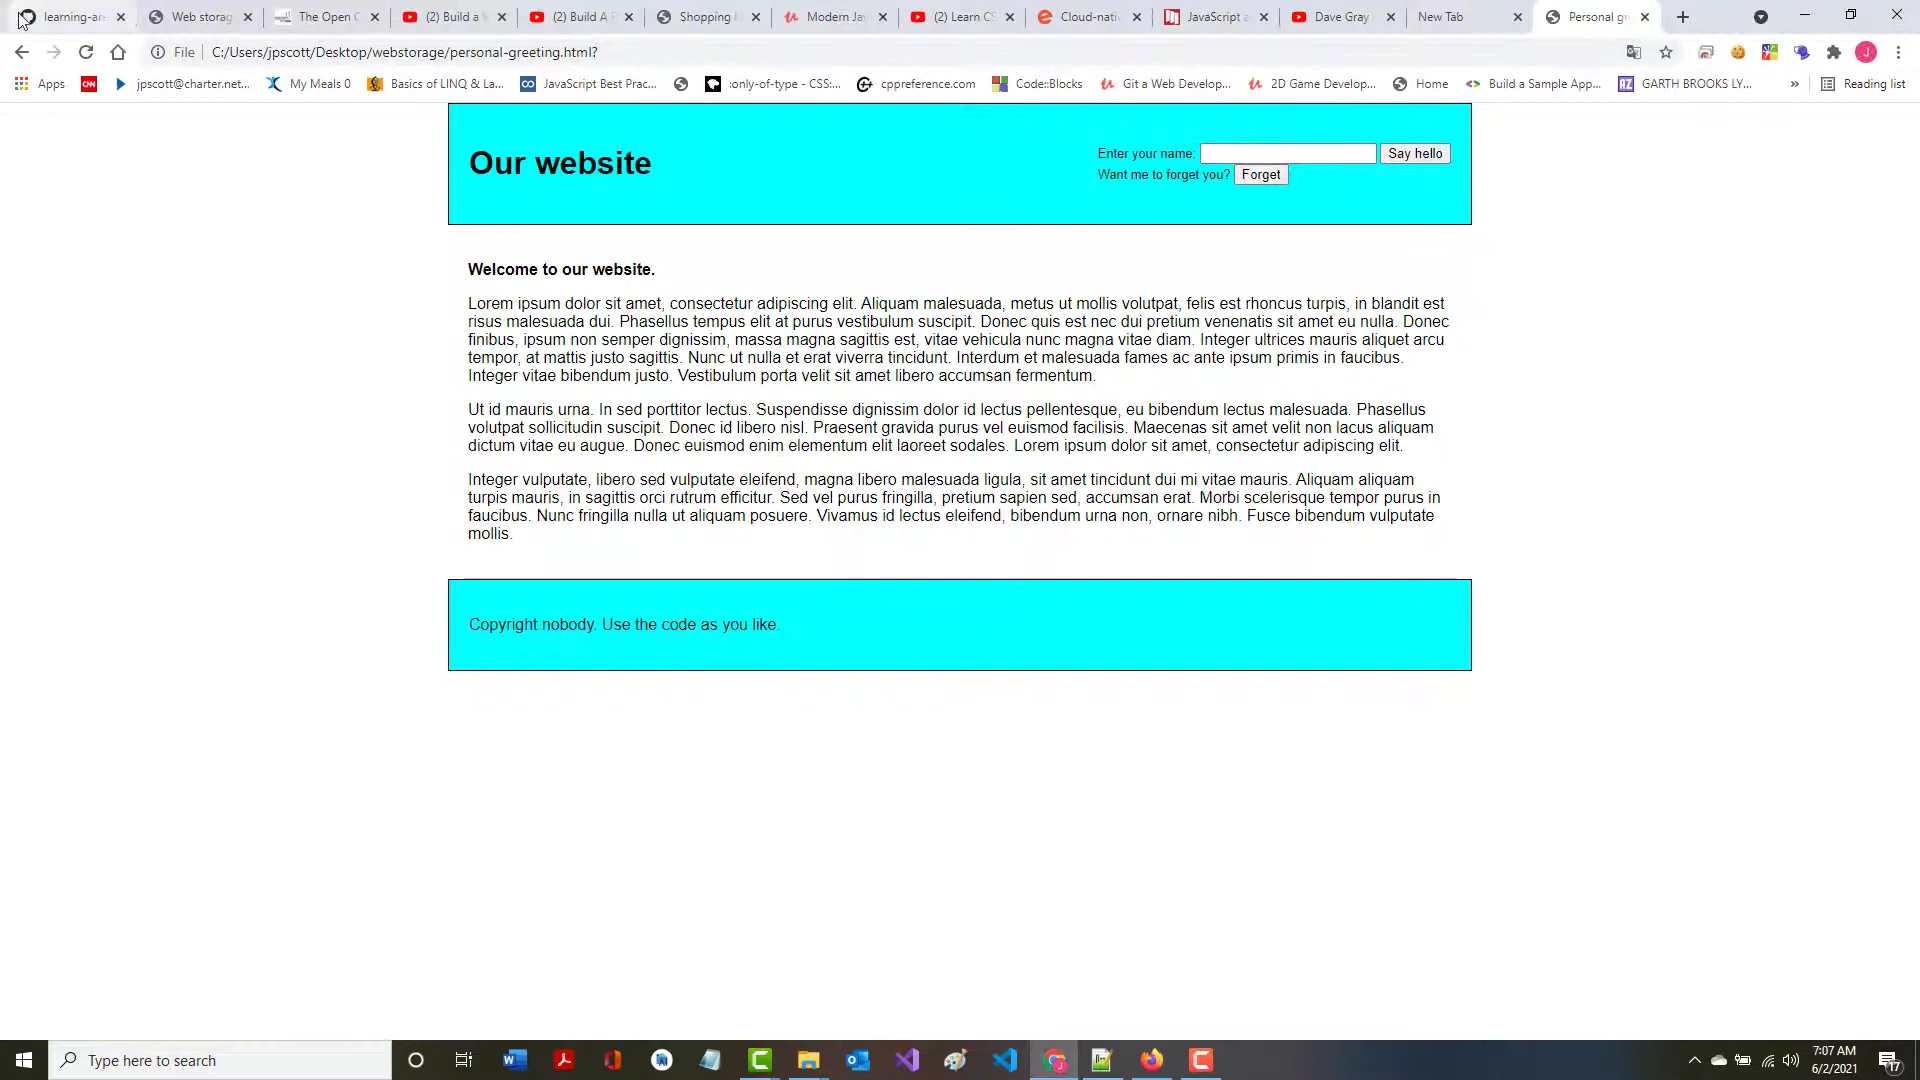 learning-are
Web storag
The Open C
(2) Build a V
(2) Build A F
Shopping
Modern Jav
(2) Learn CS
Cloud-nativ
JavaScript a
Dave Gray -
New Tab
Personal gr
File C:/Users/jpscott/Desktop/webstorage/personal-greeting.html?
J
Apps
CNN
jpscott@charter.net...
My Meals 0
Basics of LINQ & La...
JavaScript Best Prac...
:only-of-type - CSS:...
cppreference.com
Code::Blocks
Git a Web Develop...
2D Game Develop...
Home
Build a Sample App...
AZ GARTH BROOKS LY...
»
Reading list
Our website
Enter your name: Say hello
Want me to forget you? Forget
Welcome to our website.
Lorem ipsum dolor sit amet, consectetur adipiscing elit. Aliquam malesuada, metus ut mollis volutpat, felis est rhoncus turpis, in blandit est
risus malesuada dui. Phasellus tempus elit at purus vestibulum suscipit. Donec quis est nec dui pretium venenatis sit amet eu nulla. Donec
finibus, ipsum non semper dignissim, massa magna sagittis est, vitae vehicula nunc magna vitae diam. Integer ultrices mauris aliquet arcu
tempor, at mattis justo sagittis. Nunc ut nulla et erat viverra tincidunt. Interdum et malesuada fames ac ante ipsum primis in faucibus.
Integer vitae bibendum justo. Vestibulum porta velit sit amet libero accumsan fermentum.
Ut id mauris urna. In sed porttitor lectus. Suspendisse dignissim dolor id lectus pellentesque, eu bibendum lectus malesuada. Phasellus
volutpat sollicitudin suscipit. Donec id libero nisl. Praesent gravida purus vel euismod facilisis. Maecenas sit amet velit non lacus aliquam
dictum vitae eu augue. Donec euismod enim elementum elit laoreet sodales. Lorem ipsum dolor sit amet, consectetur adipiscing elit.
Integer vulputate, libero sed vulputate eleifend, magna libero malesuada ligula, sit amet tincidunt dui mi vitae mauris. Aliquam aliquam
turpis mauris, in sagittis orci rutrum efficitur. Sed vel purus fringilla, pretium sapien sed, accumsan erat. Morbi scelerisque tempor purus in
faucibus. Nunc fringilla nulla ut aliquam posuere. Vivamus id lectus eleifend, bibendum urna non, ornare nibh. Fusce bibendum vulputate
mollis.
Copyright nobody. Use the code as you like.
Type here to search
7:07 AM
6/2/2021
17